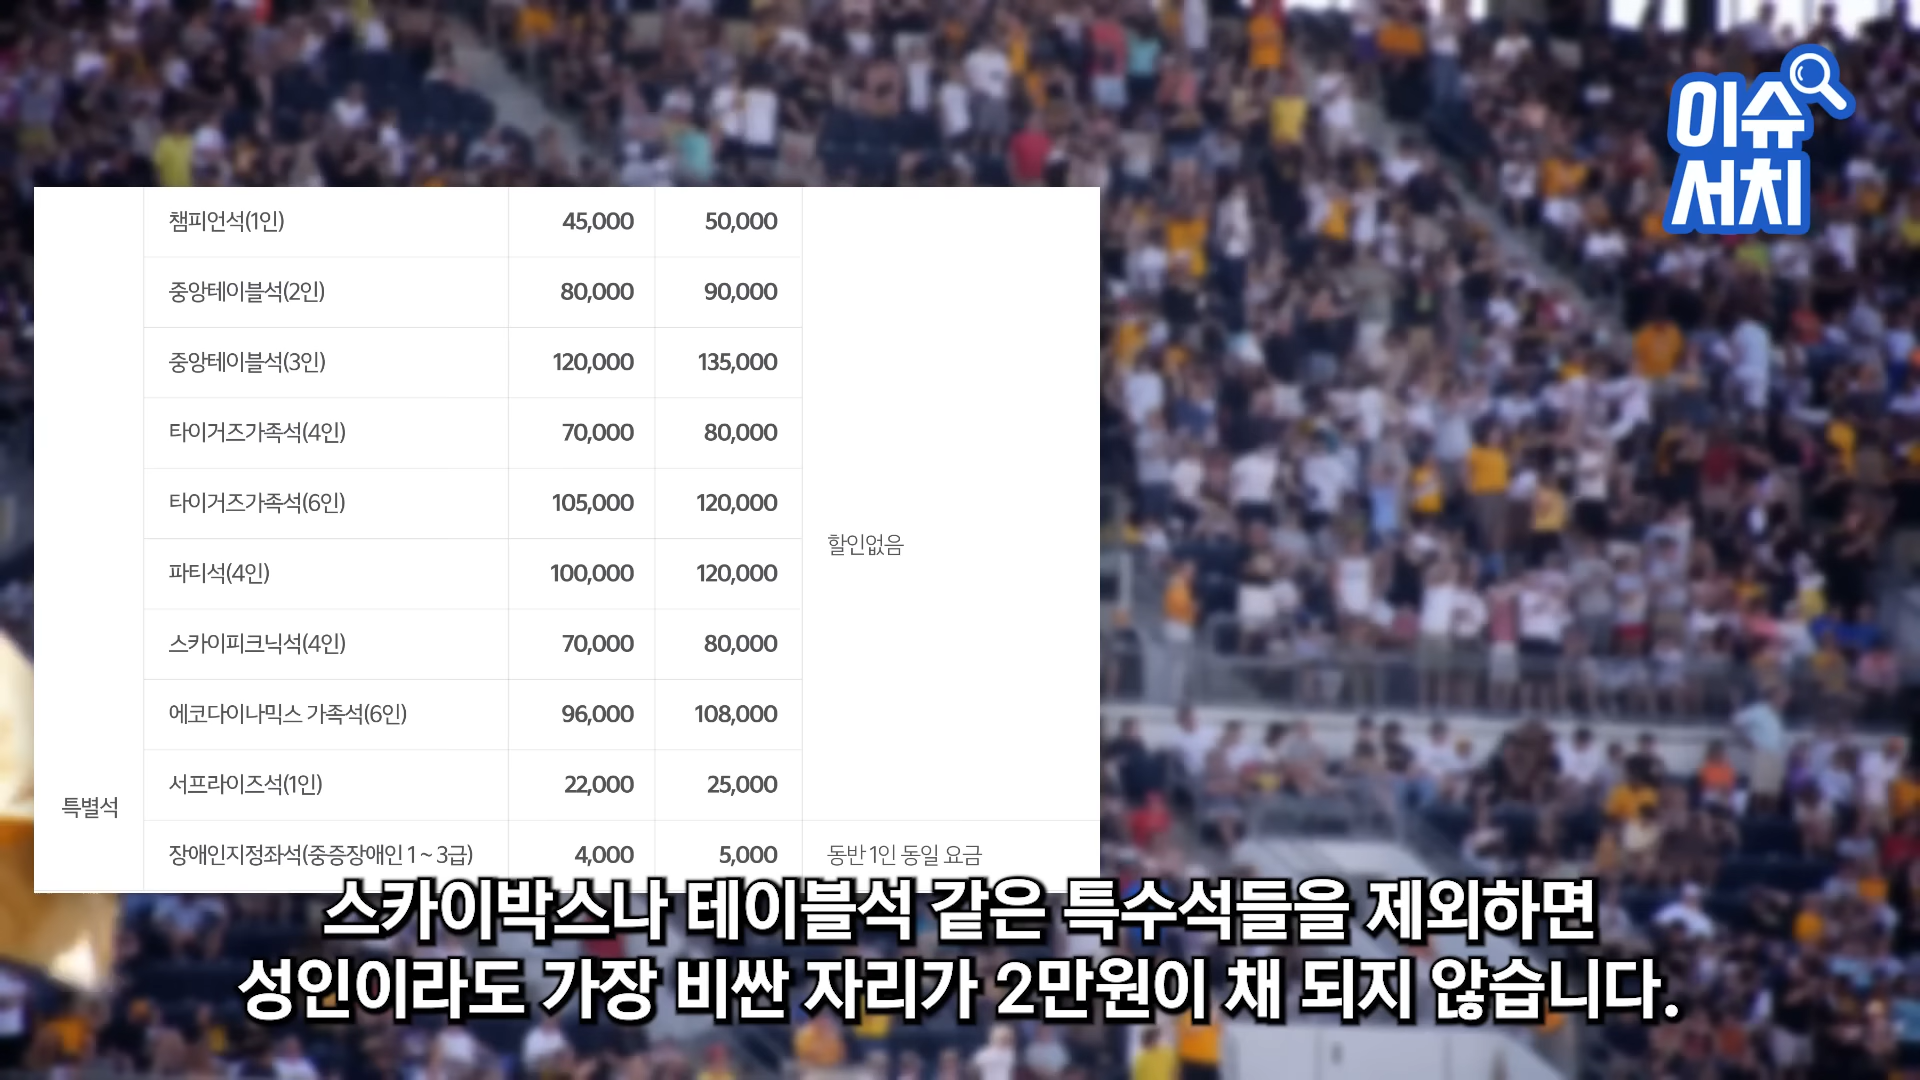 이슈
서치
챔피언석(1인) 45,000 50,000
중앙테이블석(2인) 80,000 90,000
중앙테이블석(3인) 120,000 135,000
타이거즈가족석(4인) 70,000 80,000
타이거즈가족석(6인) 105,000 120,000
할인없음
파티석(4인) 100,000 120,000
스카이피크닉석(4인) 70,000 80,000
에코다이나믹스 가족석(6인) 96,000 108,000
서프라이즈석(1인) 22,000 25,000
특별석
장애인지정좌석(중증장애인 1 ~ 3급) 4,000 5,000 동반 1인 동일 요금
스카이박스나 테이블석 같은 특수석들을 제외하면
성인이라도 가장 비싼 자리가 2만원이 채 되지 않습니다.